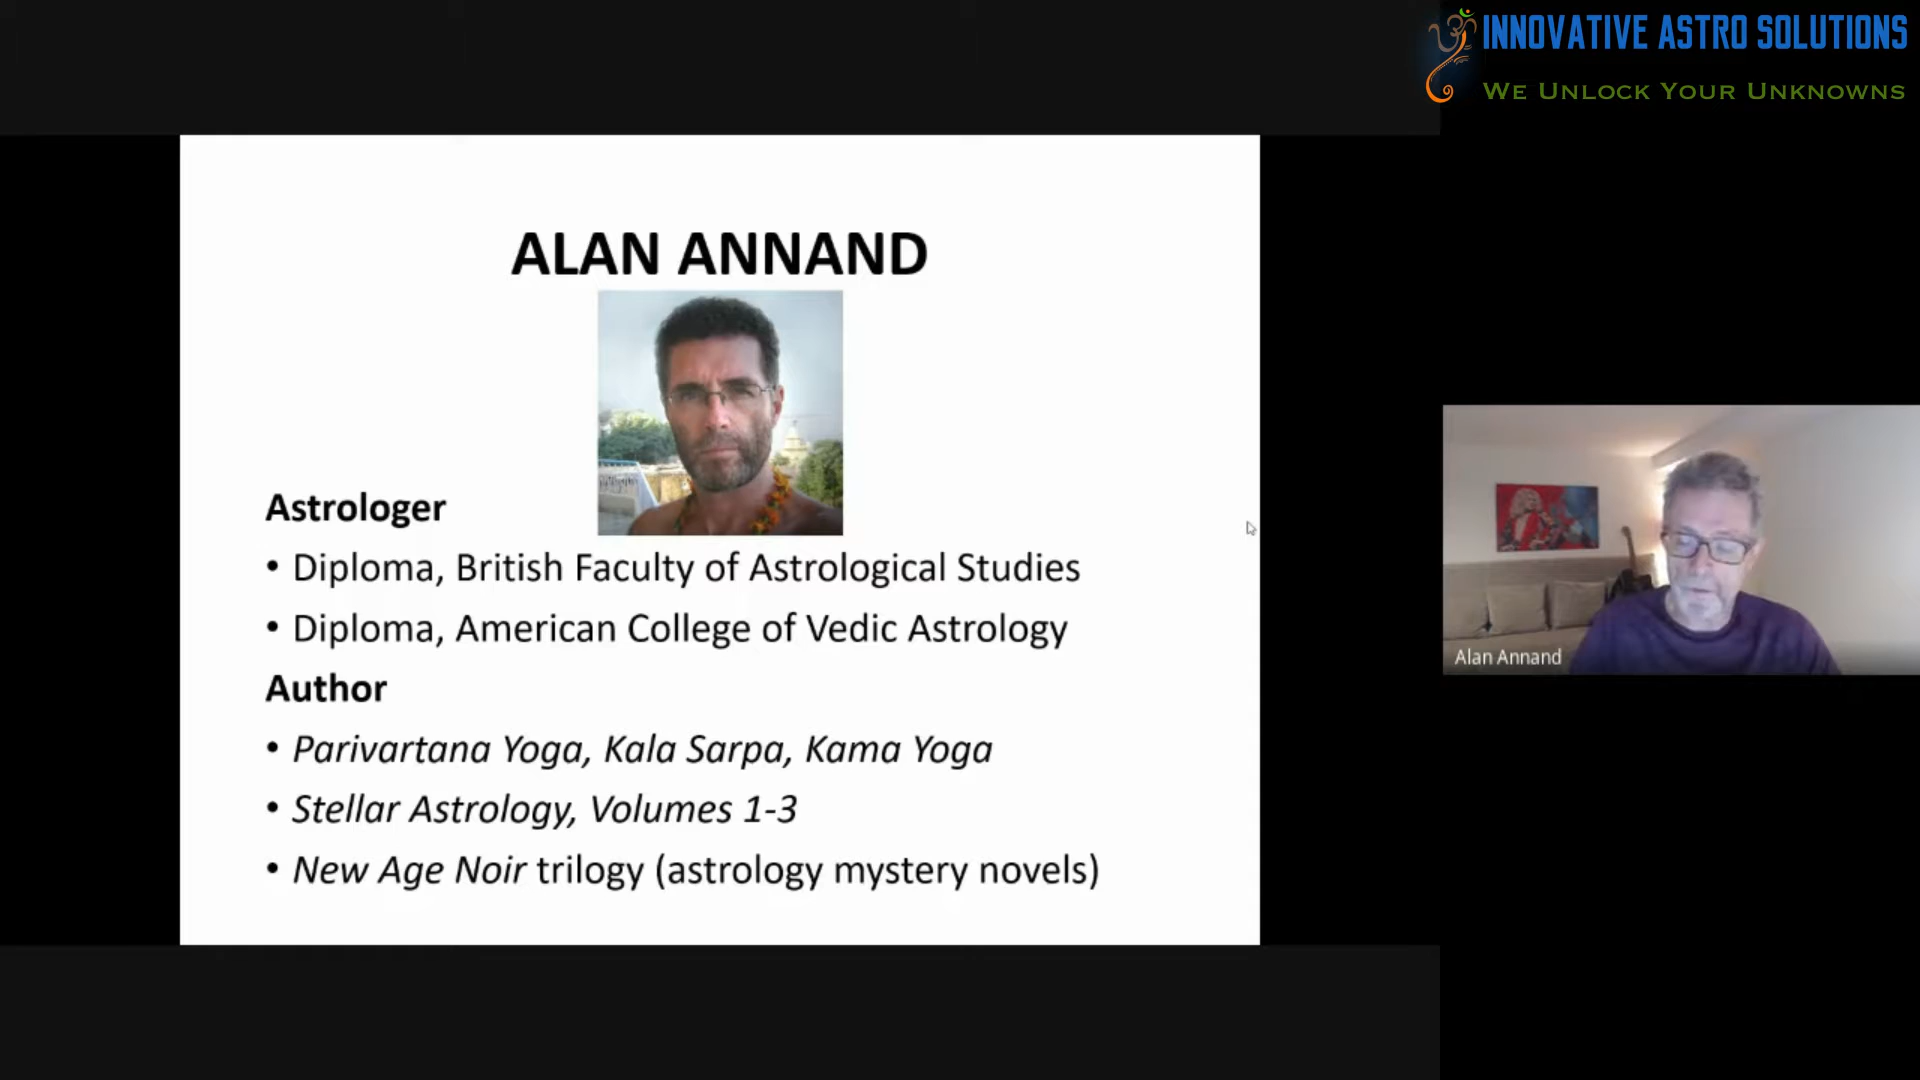 INNOVATIVE ASTRO SOLUTIONS
WE UNLOCK YOUR UNKNOWNS
ALAN ANNAND
Astrologer
• Diploma, British Faculty of Astrological Studies
• Diploma, American College of Vedic Astrology
Author
• Parivartana Yoga, Kala Sarpa, Kama Yoga
• Stellar Astrology, Volumes 1-3
• New Age Noir trilogy (astrology mystery novels)
Alan Annand